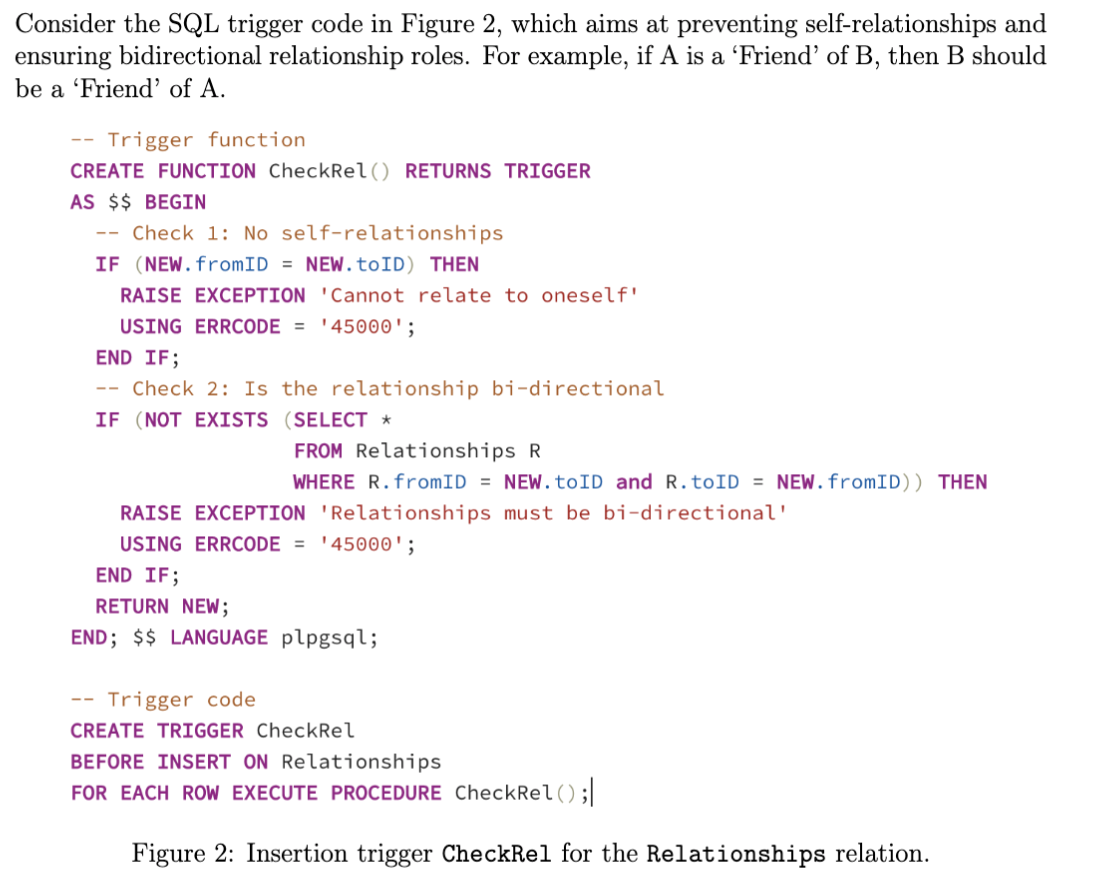 Consider the SQL trigger code in Figure 2, which aims at preventing self-relationships and
ensuring bidirectional relationship roles. For example, if A is a ‘Friend’ of B, then B should
be a ‘Friend’ of A.
-- Trigger function
CREATE FUNCTION CheckRel() RETURNS TRIGGER
AS $$ BEGIN
  -- Check 1: No self-relationships
  IF (NEW.fromID = NEW.toID) THEN
    RAISE EXCEPTION 'Cannot relate to oneself'
    USING ERRCODE = '45000';
  END IF;
  -- Check 2: Is the relationship bi-directional
  IF (NOT EXISTS (SELECT *
                  FROM Relationships R
                  WHERE R.fromID = NEW.toID and R.toID = NEW.fromID)) THEN
    RAISE EXCEPTION 'Relationships must be bi-directional'
    USING ERRCODE = '45000';
  END IF;
  RETURN NEW;
END; $$ LANGUAGE plpgsql;
-- Trigger code
CREATE TRIGGER CheckRel
BEFORE INSERT ON Relationships
FOR EACH ROW EXECUTE PROCEDURE CheckRel();
Figure 2: Insertion trigger CheckRel for the Relationships relation.